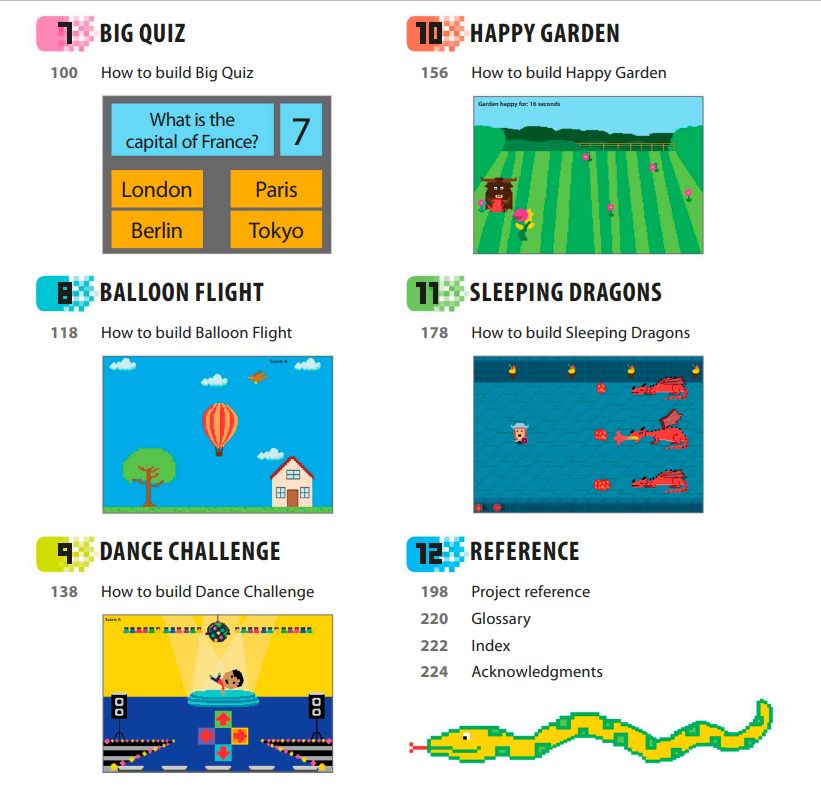 7 BIG QUIZ
100 How to build Big Quiz
What is the
capital of France?
7
London
Paris
Berlin
Tokyo
8 BALLOON FLIGHT
118 How to build Balloon Flight
Score: 0
9 DANCE CHALLENGE
138 How to build Dance Challenge
Score: 0
10 HAPPY GARDEN
156 How to build Happy Garden
Garden happy for: 16 seconds
11 SLEEPING DRAGONS
178 How to build Sleeping Dragons
12 REFERENCE
198 Project reference
220 Glossary
222 Index
224 Acknowledgments